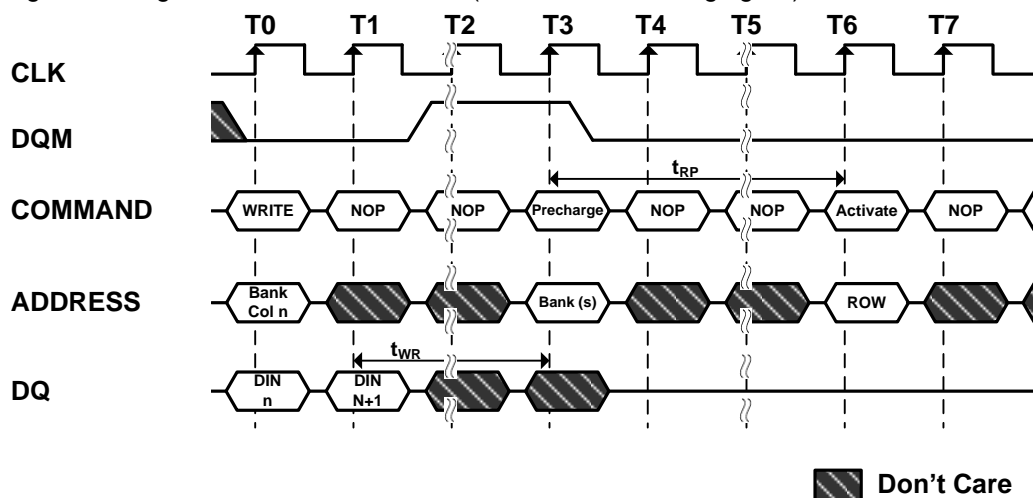 T0 T1 T2 T3 T4 T5 T6 T7
CLK
DQM
tRP
COMMAND WRITE NOP NOP Precharge NOP NOP Activate NOP
ADDRESS Bank Col n Bank (s) ROW
tWR
DQ DIN n DIN N+1
Don't Care